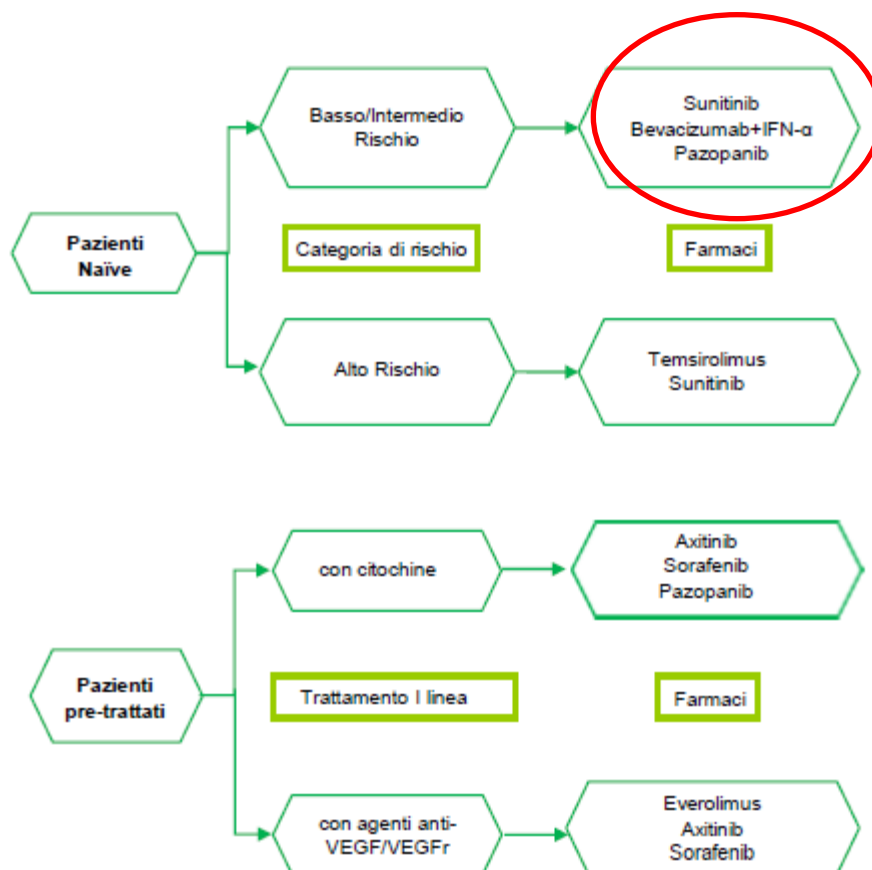 Basso/Intermedio
Rischio
Sunitinib
Bevacizumab+IFN-α
Pazopanib
Pazienti
Naïve
Categoria di rischio
Farmaci
Alto Rischio
Temsirolimus
Sunitinib
con citochine
Axitinib
Sorafenib
Pazopanib
Pazienti
pre-trattati
Trattamento I linea
Farmaci
con agenti anti-
VEGF/VEGFr
Everolimus
Axitinib
Sorafenib